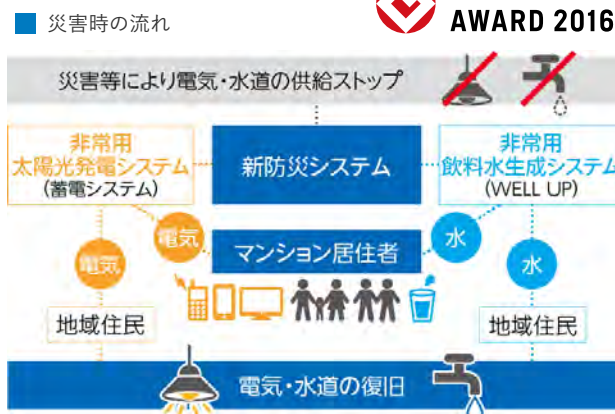 災害時の流れ
AWARD 2016
災害等により電気・水道の供給ストップ
非常用
太陽光発電システム
(蓄電システム)
新防災システム
非常用
飲料水生成システム
(WELL UP)
電気
マンション居住者
水
電気
水
地域住民
地域住民
電気・水道の復旧